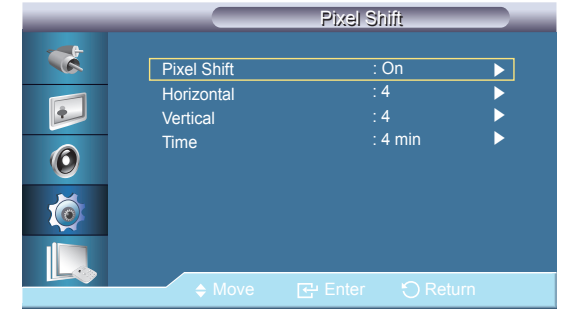 Pixel Shift
Pixel Shift : On
Horizontal : 4
Vertical : 4
Time : 4 min
Move Enter Return